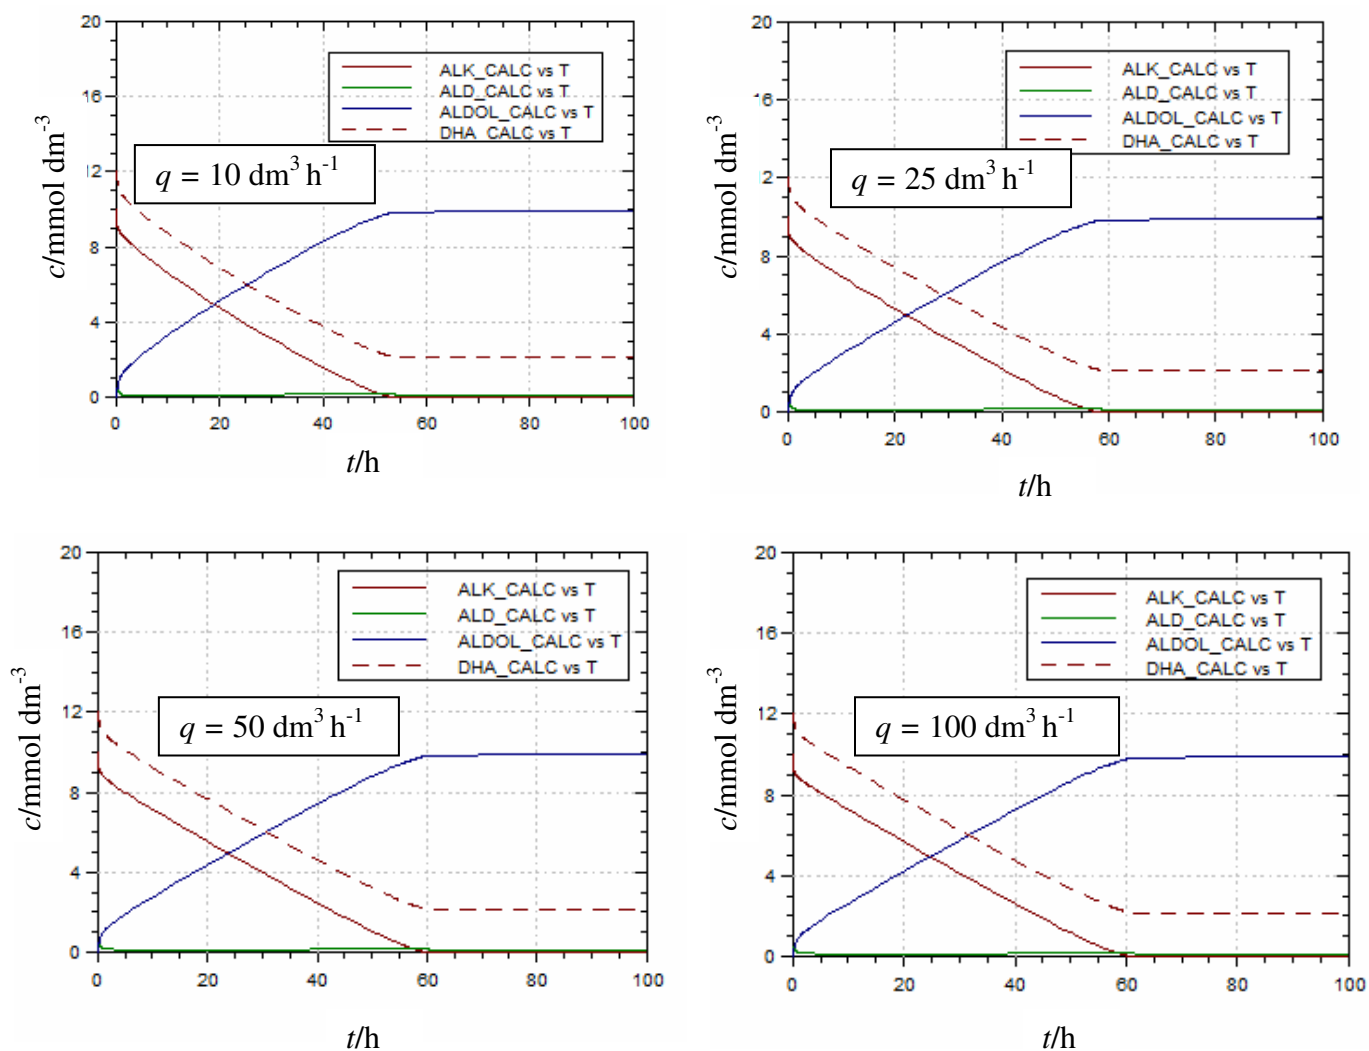 20
16
12
8
4
0
c/mmol dm⁻³
ALK_CALC vs T
ALD_CALC vs T
ALDOL_CALC vs T
DHA_CALC vs T
q = 10 dm³ h⁻¹
0 20 40 60 80 100
t/h
20
16
2
8
4
0
c/mmol dm⁻³
ALK_CALC vs T
ALD_CALC vs T
ALDOL_CALC vs T
DHA_CALC vs T
q = 25 dm³ h⁻¹
0 20 40 60 80 100
t/h
20
16
12
8
4
0
c/mmol dm⁻³
ALK_CALC vs T
ALD_CALC vs T
ALDOL_CALC vs T
DHA_CALC vs T
q = 50 dm³ h⁻¹
0 20 40 60 80 100
t/h
20
16
12
8
4
0
c/mmol dm⁻³
ALK_CALC vs T
ALD_CALC vs T
ALDOL_CALC vs T
DHA_CALC vs T
q = 100 dm³ h⁻¹
0 20 40 60 80 100
t/h